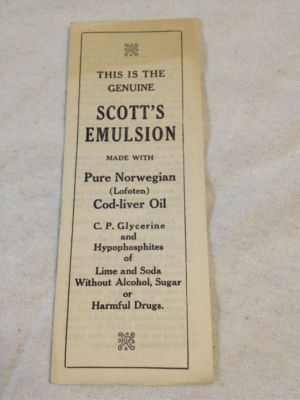 THIS IS THE
GENUINE
SCOTT'S
EMULSION
MADE WITH
Pure Norwegian
(Lofoten)
Cod-liver Oil
C. P. Glycerine
and
Hypophosphites
of
Lime and Soda
Without Alcohol, Sugar
or
Harmful Drugs.